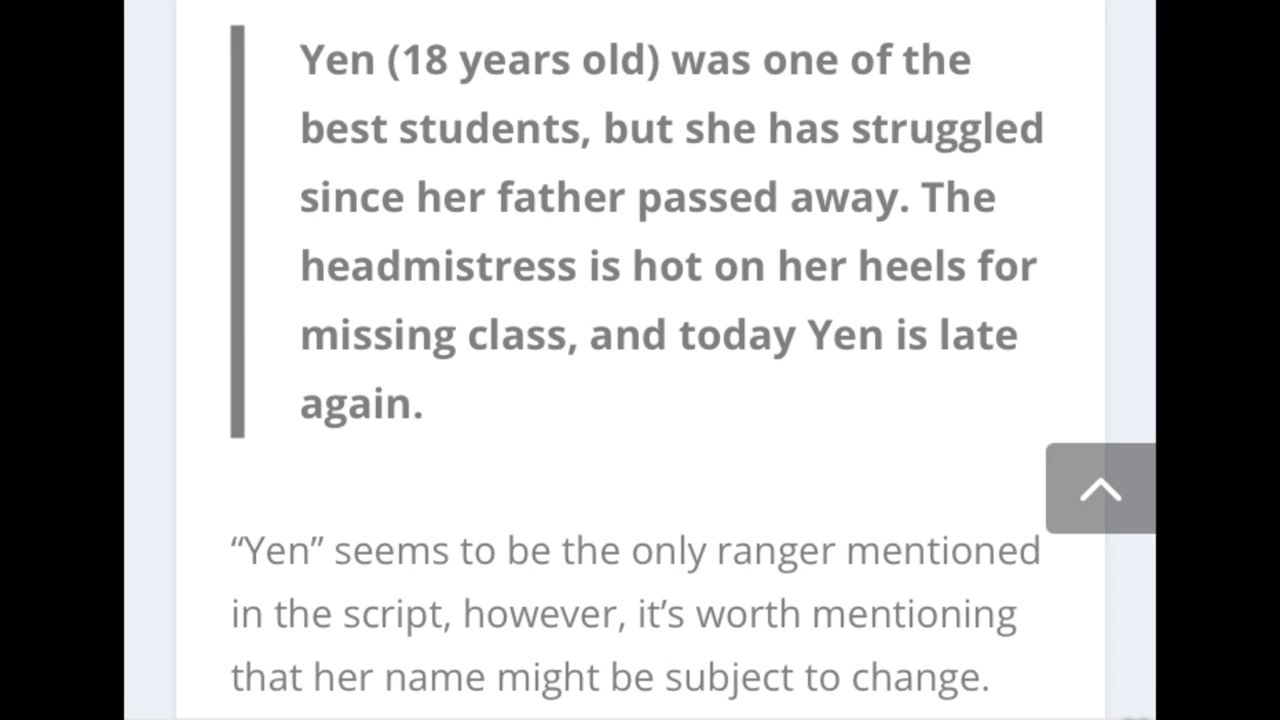 Yen (18 years old) was one of the
best students, but she has struggled
since her father passed away. The
headmistress is hot on her heels for
missing class, and today Yen is late
again.
“Yen” seems to be the only ranger mentioned
in the script, however, it’s worth mentioning
that her name might be subject to change.